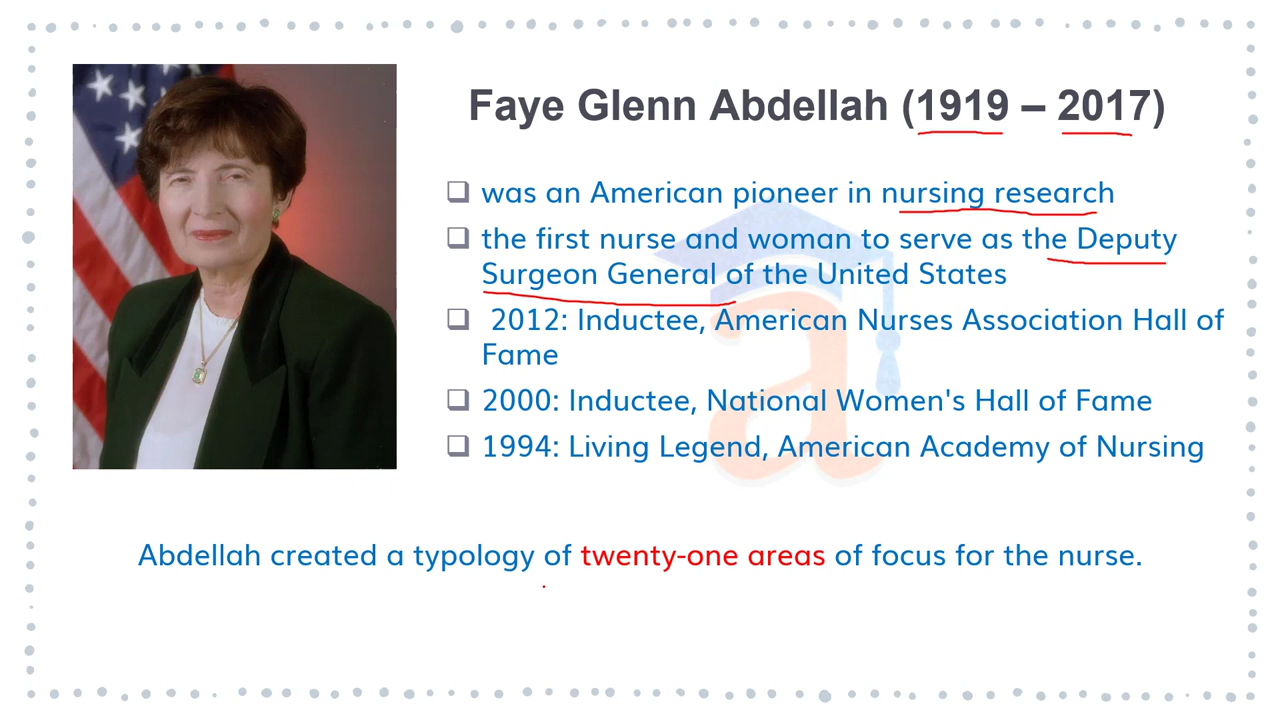 Faye Glenn Abdellah (1919 – 2017)
was an American pioneer in nursing research
the first nurse and woman to serve as the Deputy
Surgeon General of the United States
2012: Inductee, American Nurses Association Hall of
Fame
2000: Inductee, National Women's Hall of Fame
1994: Living Legend, American Academy of Nursing
Abdellah created a typology of twenty-one areas of focus for the nurse.